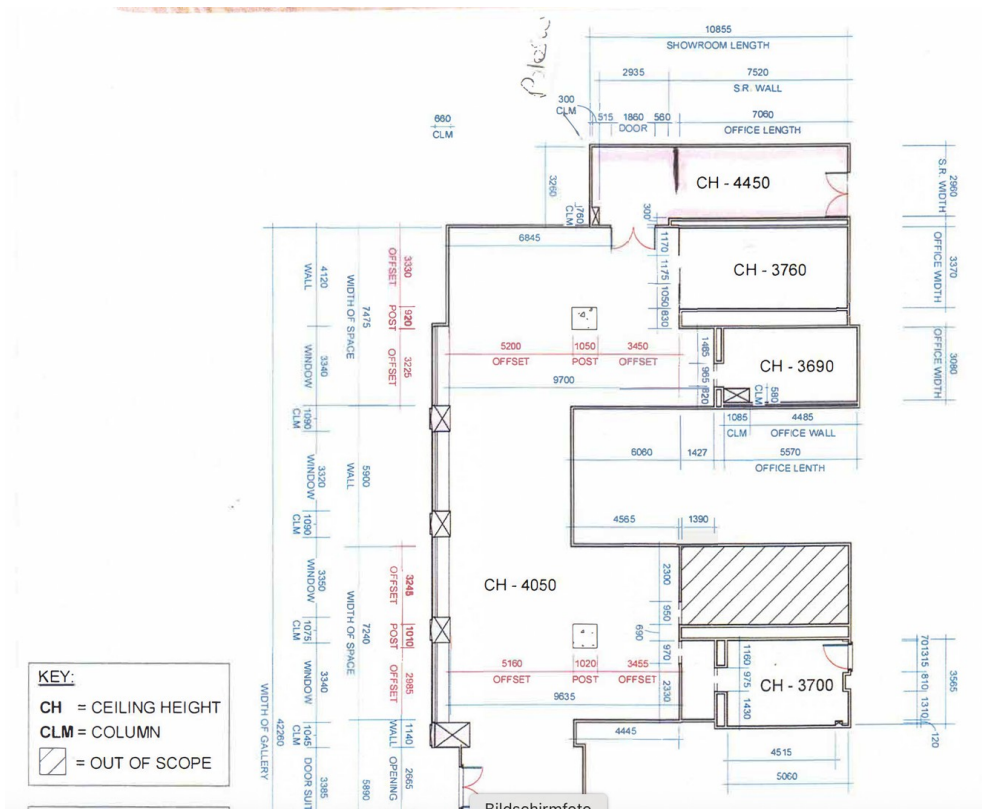 10855
SHOWROOM LENGTH
2935
7520
S.R. WALL
300
CLM
515
1860
560
7060
DOOR
OFFICE LENGTH
660
CLM
3260
760
CLM
300
CH - 4450
2960
S.R. WIDTH
6845
1170
1175
1050
830
CH - 3760
3370
OFFICE WIDTH
4120
WALL
7475
WIDTH OF SPACE
3330
OFFSET
920
POST
3225
OFFSET
5200
1050
3450
OFFSET
POST
OFFSET
9700
1485
965
820
CH - 3690
3080
OFFICE WIDTH
580
CLM
3340
WINDOW
1090
CLM
1085
4485
CLM
OFFICE WALL
6060
1427
5570
OFFICE LENTH
3320
WINDOW
5900
WALL
1090
CLM
4565
1390
CH - 4050
2300
950
690
970
2330
3350
WINDOW
1075
CLM
7240
WIDTH OF SPACE
3245
OFFSET
1010
POST
2985
OFFSET
5160
1020
3455
OFFSET
POST
OFFSET
9635
1160
975
1430
CH - 3700
701315
810
1310
3565
120
3340
WINDOW
4445
1045
CLM
1140
WALL
4515
5060
42260
WIDTH OF GALLERY
3385
DOOR SUIT
5890
2665
OPENING
KEY:
CH = CEILING HEIGHT
CLM = COLUMN
= OUT OF SCOPE
Bildschirmfoto